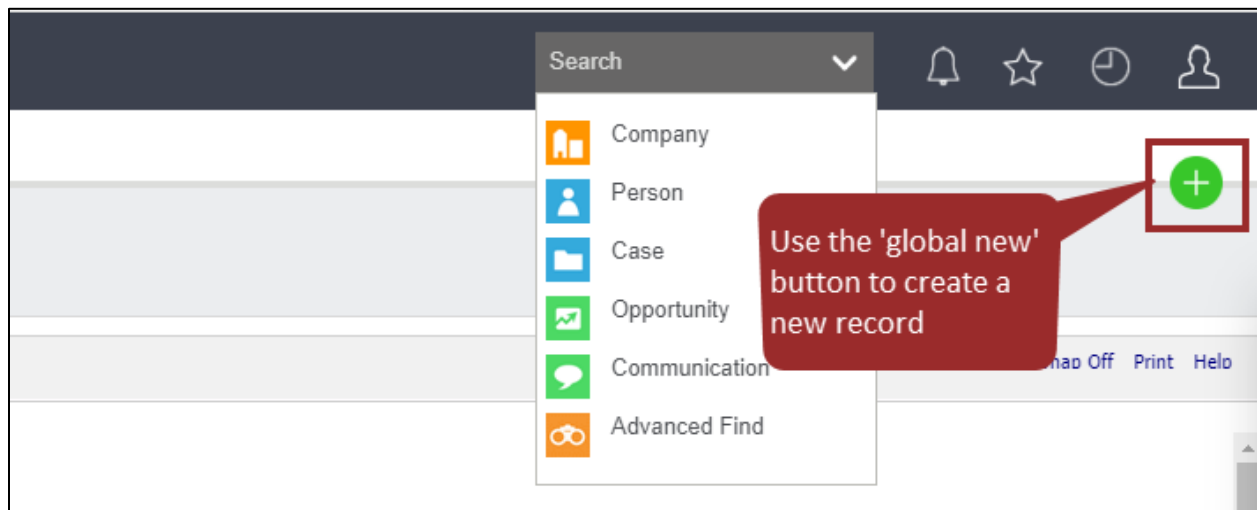 Search
Company
Person
Case
Opportunity
Communication
Advanced Find
Use the 'global new'
button to create a
new record
Off Print Help